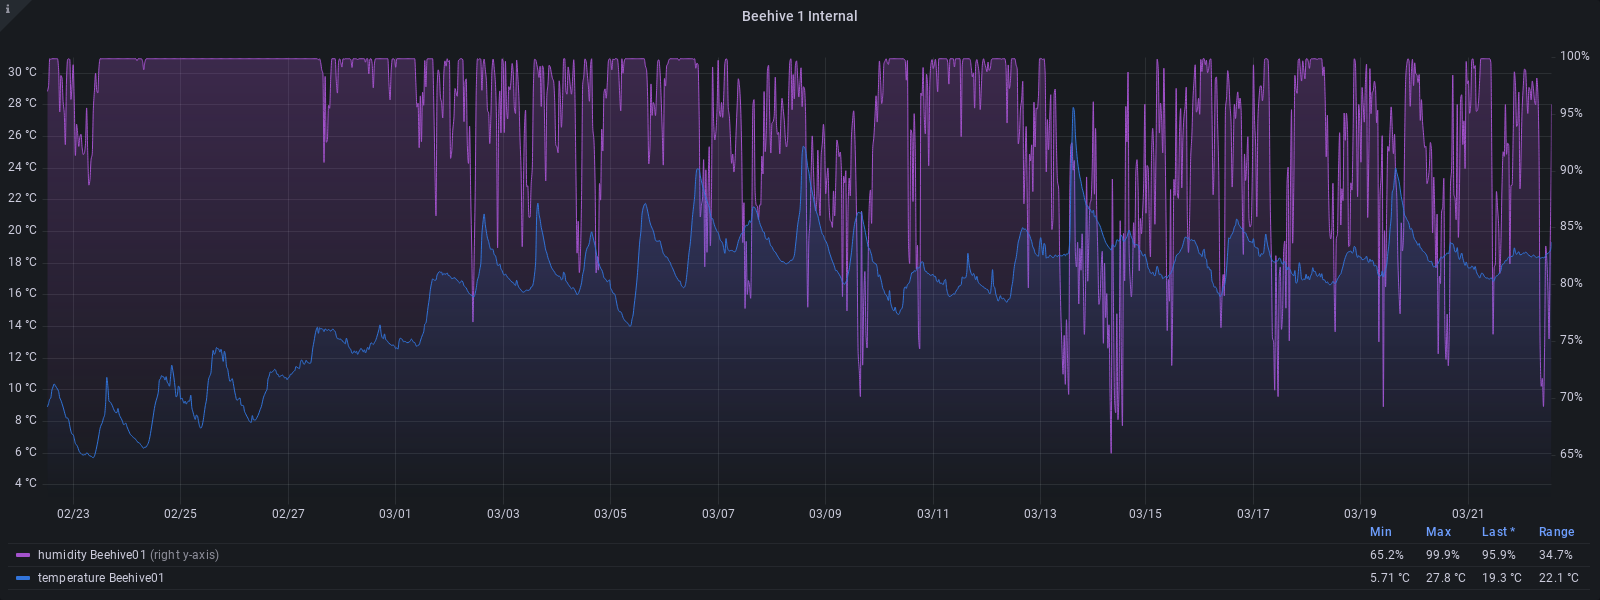 i
Beehive 1 Internal
30 °C
28 °C
26 °C
24 °C
22 °C
20 °C
18 °C
16 °C
14 °C
12 °C
10 °C
8 °C
6 °C
4 °C
100%
95%
90%
85%
80%
75%
70%
65%
02/23 02/25 02/27 03/01 03/03 03/05 03/07 03/09 03/11 03/13 03/15 03/17 03/19 03/21
Min Max Last * Range
humidity Beehive01 (right y-axis) 65.2% 99.9% 95.9% 34.7%
temperature Beehive01 5.71 °C 27.8 °C 19.3 °C 22.1 °C